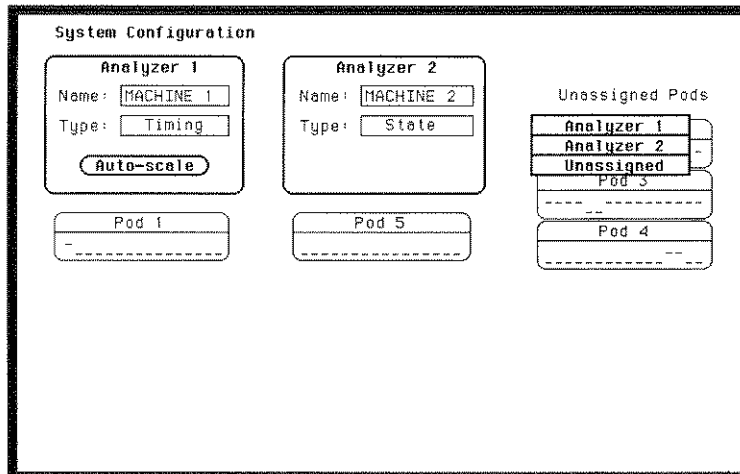 System Configuration
Analyzer 1
Name: MACHINE 1
Type: Timing
Auto-scale
Analyzer 2
Name: MACHINE 2
Type: State
Unassigned Pods
Analyzer 1
Analyzer 2
Unassigned
Pod 3
Pod 4
Pod 1
Pod 5